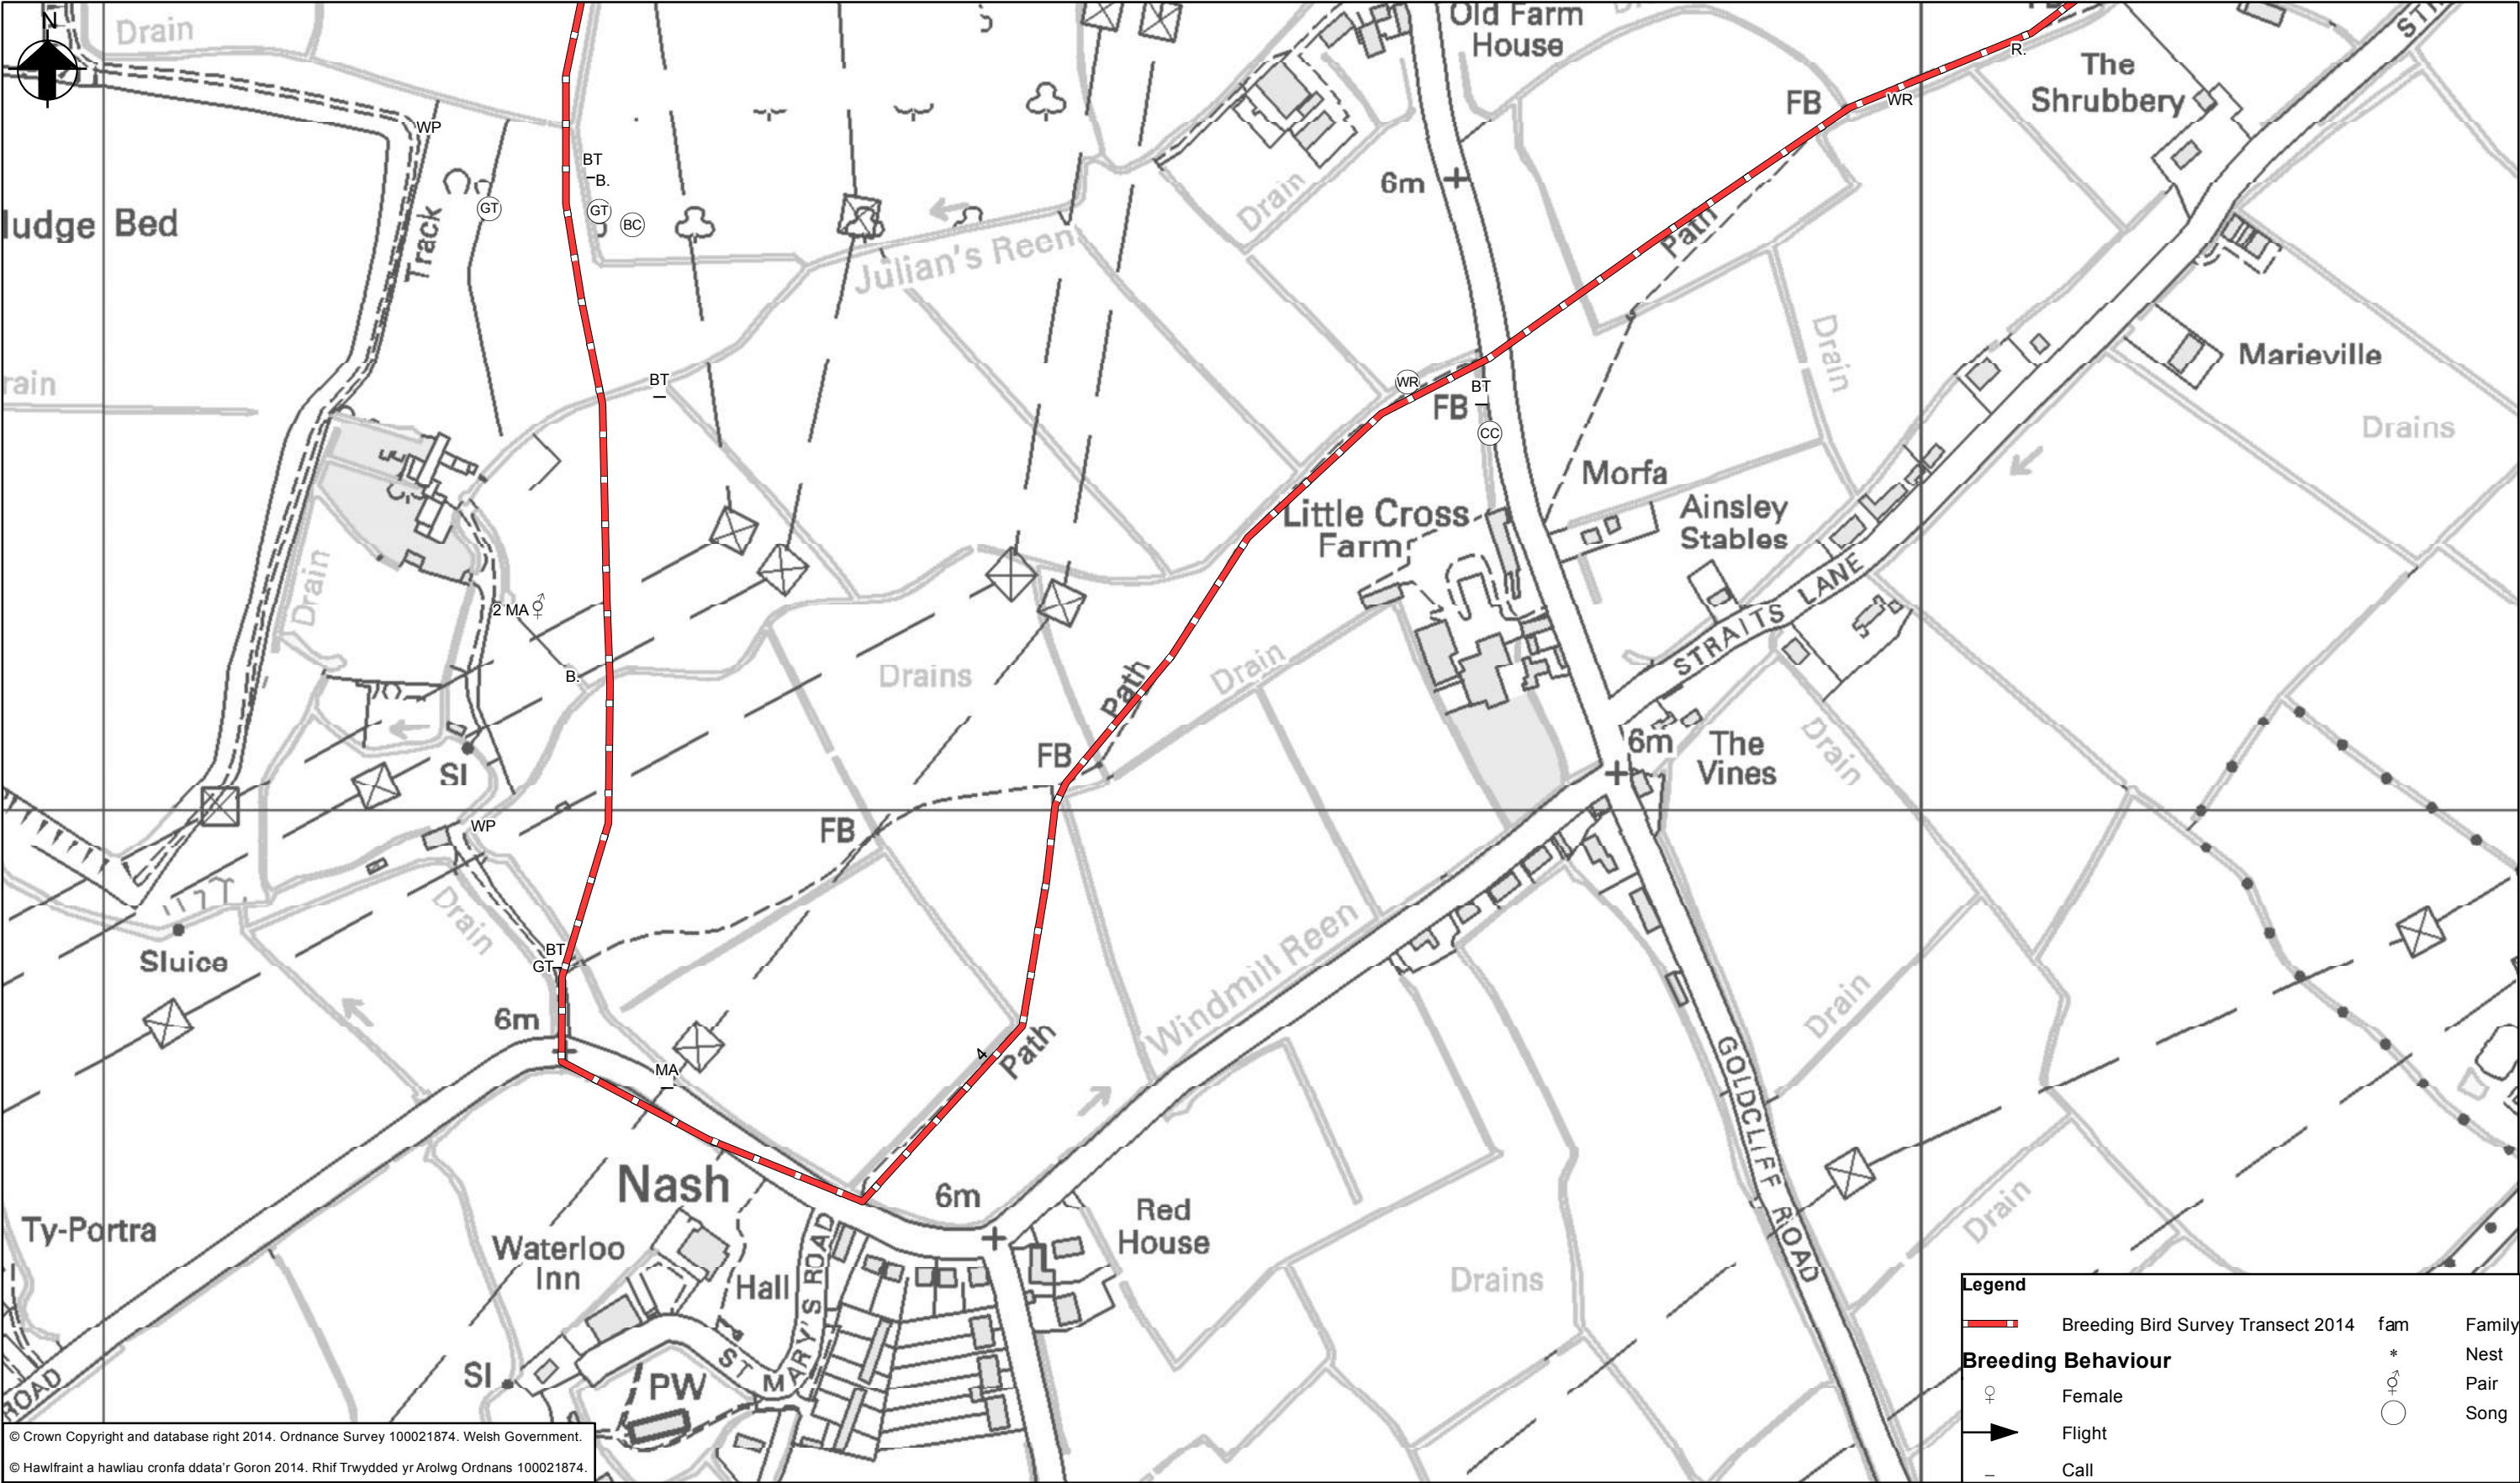 N
Drain
WP
BT
B.
GT
GT
BC
ludge Bed
Track
Julian's Reen
Drain
Old Farm
House
6m
FB
WR
R.
The
Shrubbery
Path
rain
BT
WR
BT
FB
CC
Drain
Marieville
Drains
Morfa
Little Cross
Farm
Ainsley
Stables
STRAITS LANE
Drain
2 MA ⚥
B.
Drains
Path
Drain
SI
FB
6m
The
Vines
Drain
WP
FB
Drain
Sluice
BT
GT
6m
MA
4
Path
Windmill Reen
Drain
GOLDCLIFF ROAD
Nash
6m
Red
House
Ty-Portra
Waterloo
Inn
Hall
ST MARY'S ROAD
Drains
Drain
SI
PW
ROAD
Legend
Breeding Bird Survey Transect 2014
fam Family
Breeding Behaviour
* Nest
⚥ Pair
♀ Female
Song
Flight
_ Call
© Crown Copyright and database right 2014. Ordnance Survey 100021874. Welsh Government.
© Hawlfraint a hawliau cronfa ddata'r Goron 2014. Rhif Trwydded yr Arolwg Ordnans 100021874.